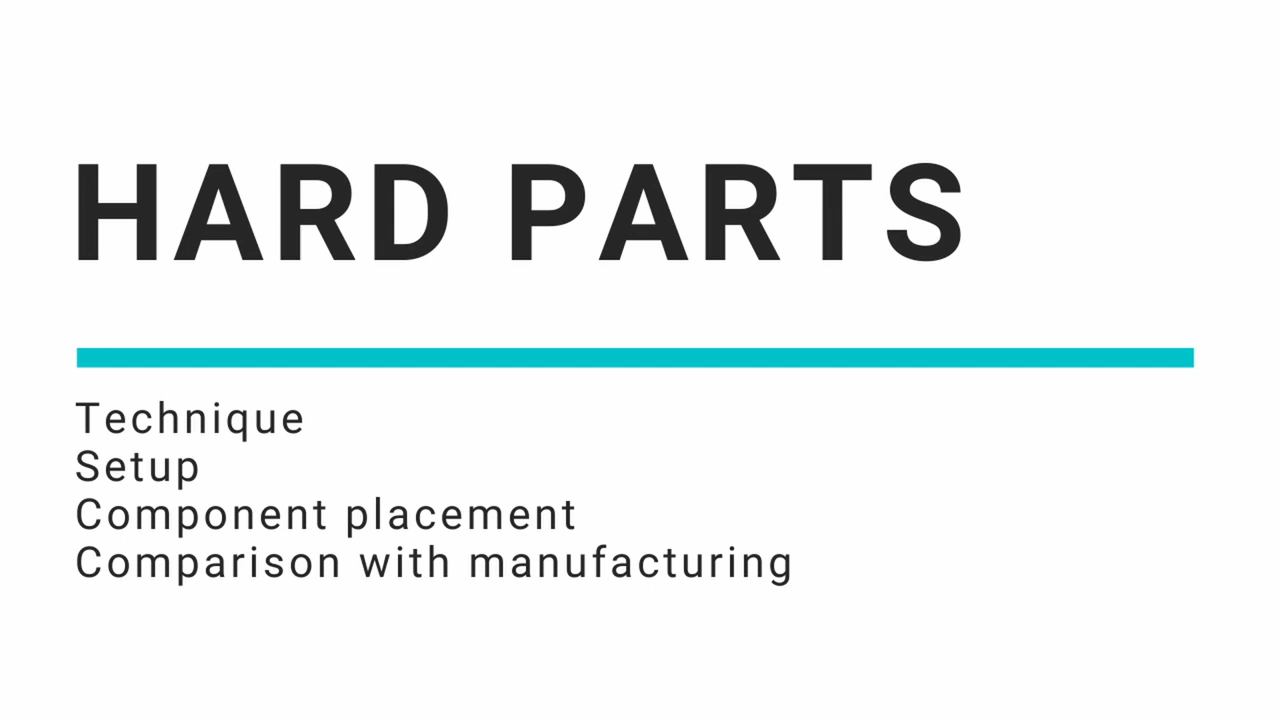 HARD PARTS
Technique
Setup
Component placement
Comparison with manufacturing